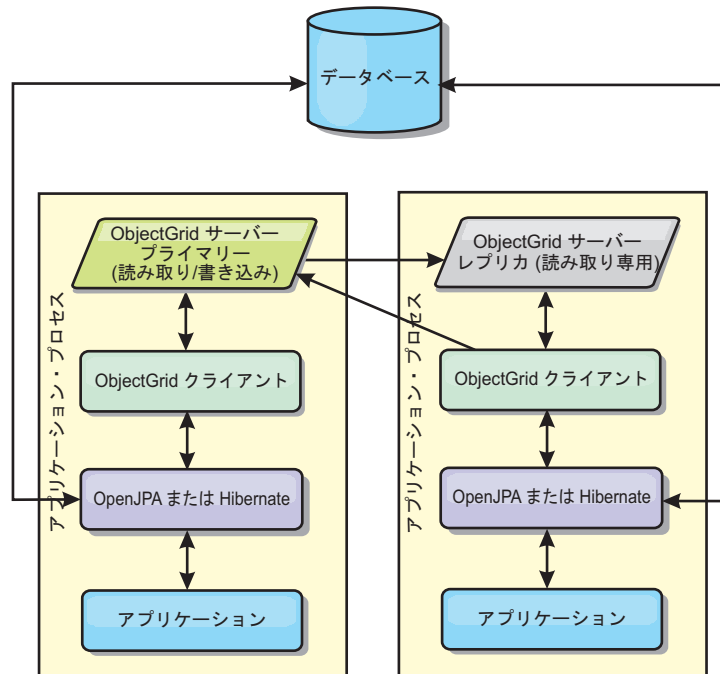 データベース
アプリケーション・プロセス
ObjectGrid サーバー
プライマリー
(読み取り/書き込み)
ObjectGrid クライアント
OpenJPA または Hibernate
アプリケーション
アプリケーション・プロセス
ObjectGrid サーバー
レプリカ (読み取り専用)
ObjectGrid クライアント
OpenJPA または Hibernate
アプリケーション